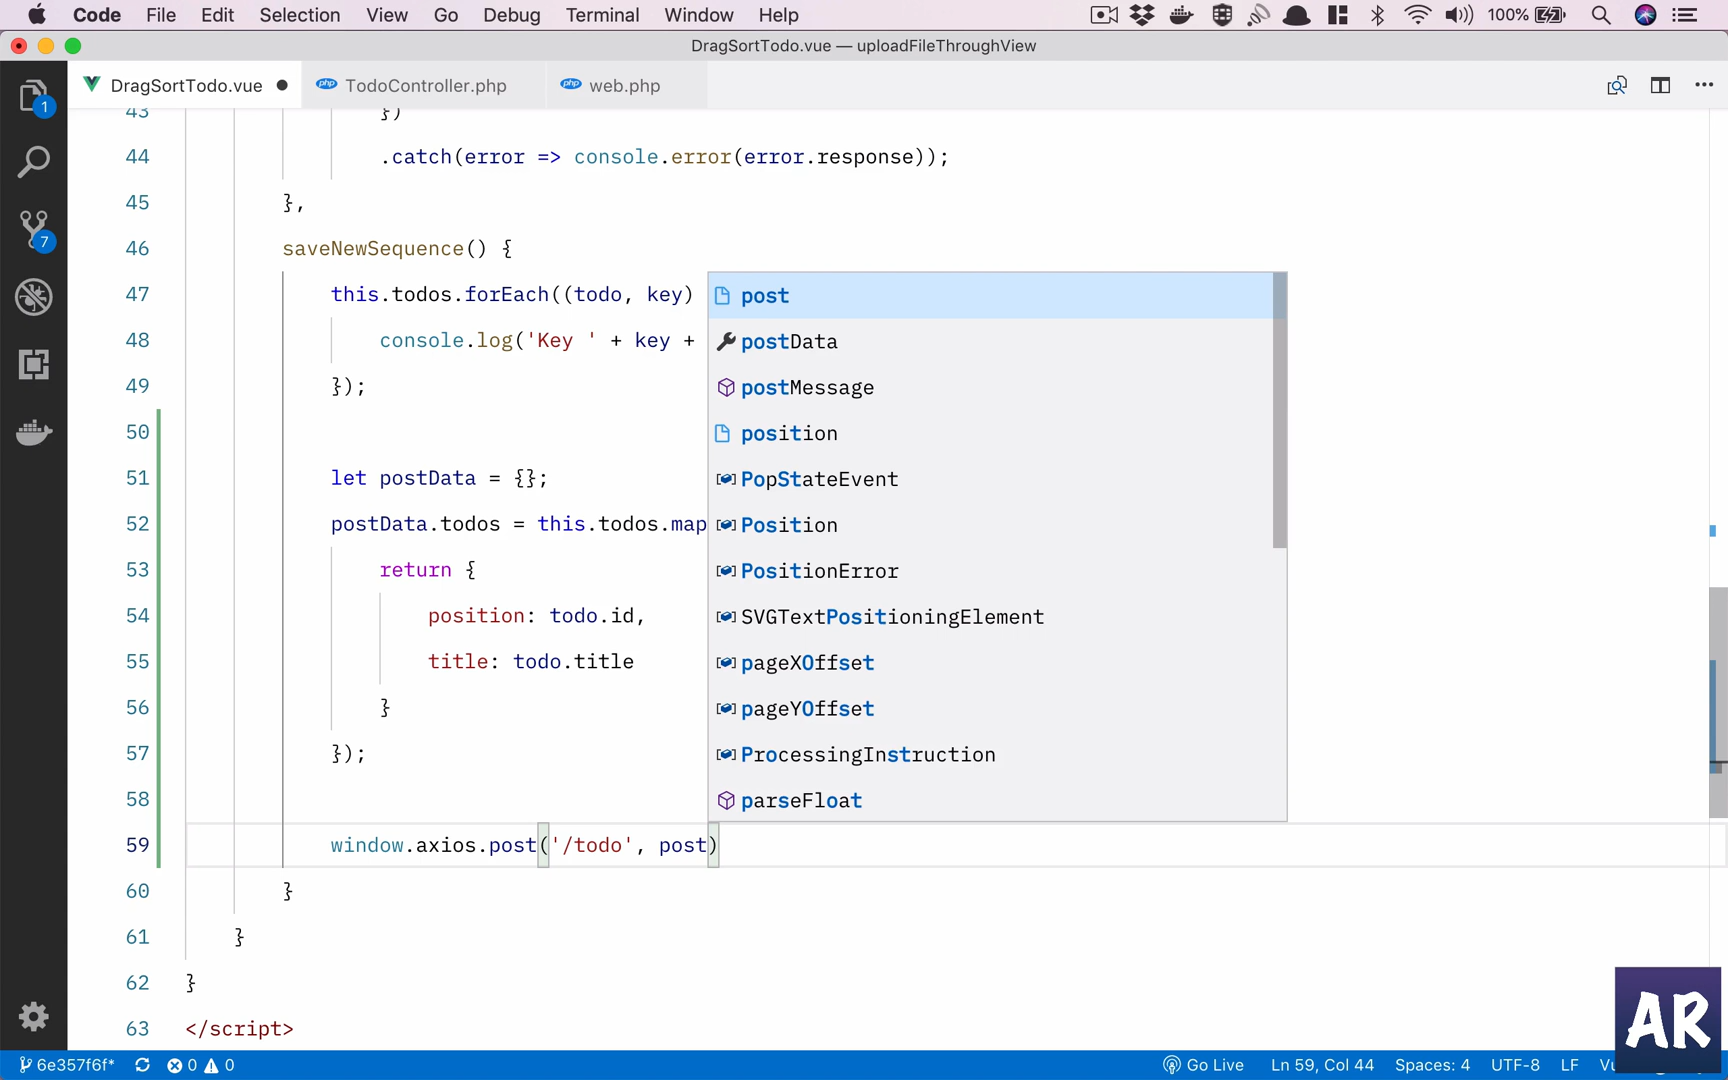 Code File Edit Selection View Go Debug Terminal Window Help 100%
DragSortTodo.vue — uploadFileThroughView
DragSortTodo.vue TodoController.php web.php
1
7
43 })
44 .catch(error => console.error(error.response));
45 },
46 saveNewSequence() {
47 this.todos.forEach((todo, key)
48 console.log('Key ' + key +
49 });
50
51 let postData = {};
52 postData.todos = this.todos.map
53 return {
54 position: todo.id,
55 title: todo.title
56 }
57 });
58
59 window.axios.post('/todo', post)
60 }
61 }
62 }
63 </script>
post
postData
postMessage
position
PopStateEvent
Position
PositionError
SVGTextPositioningElement
pageXOffset
pageYOffset
ProcessingInstruction
parseFloat
AR
6e357f6f* 0 0 Go Live Ln 59, Col 44 Spaces: 4 UTF-8 LF